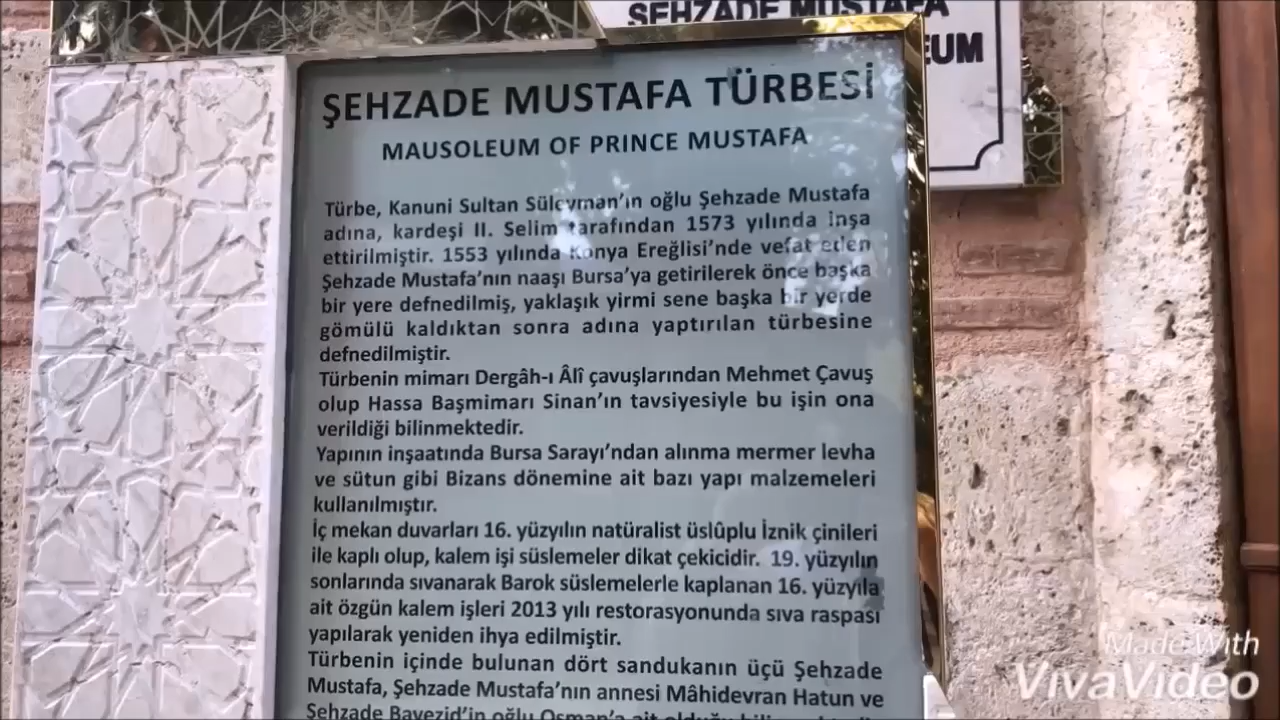 ŞEHZADE MUSTAFA
EUM
ŞEHZADE MUSTAFA TÜRBESİ
MAUSOLEUM OF PRINCE MUSTAFA
Türbe, Kanuni Sultan Süleyman'ın oğlu Şehzade Mustafa
adına, kardeşi II. Selim tarafından 1573 yılında inşa
ettirilmiştir. 1553 yılında Konya Ereğlisi'nde vefat eden
Şehzade Mustafa'nın naaşı Bursa'ya getirilerek önce başka
bir yere defnedilmiş, yaklaşık yirmi sene başka bir yerde
gömülü kaldıktan sonra adına yaptırılan türbesine
defnedilmiştir.
Türbenin mimarı Dergâh-ı Âlî çavuşlarından Mehmet Çavuş
olup Hassa Başmimarı Sinan'ın tavsiyesiyle bu işin ona
verildiği bilinmektedir.
Yapının inşaatında Bursa Sarayı'ndan alınma mermer levha
ve sütun gibi Bizans dönemine ait bazı yapı malzemeleri
kullanılmıştır.
İç mekan duvarları 16. yüzyılın natüralist üslûplu İznik çinileri
ile kaplı olup, kalem işi süslemeler dikat çekicidir. 19. yüzyılın
sonlarında sıvanarak Barok süslemelerle kaplanan 16. yüzyıla
ait özgün kalem işleri 2013 yılı restorasyonunda sıva raspası
yapılarak yeniden ihya edilmiştir.
Türbenin içinde bulunan dört sandukanın üçü Şehzade
Mustafa, Şehzade Mustafa'nın annesi Mâhidevran Hatun ve
Şehzade Bayezid'in oğlu Osman'a ait olduğu
Made With
VivaVideo